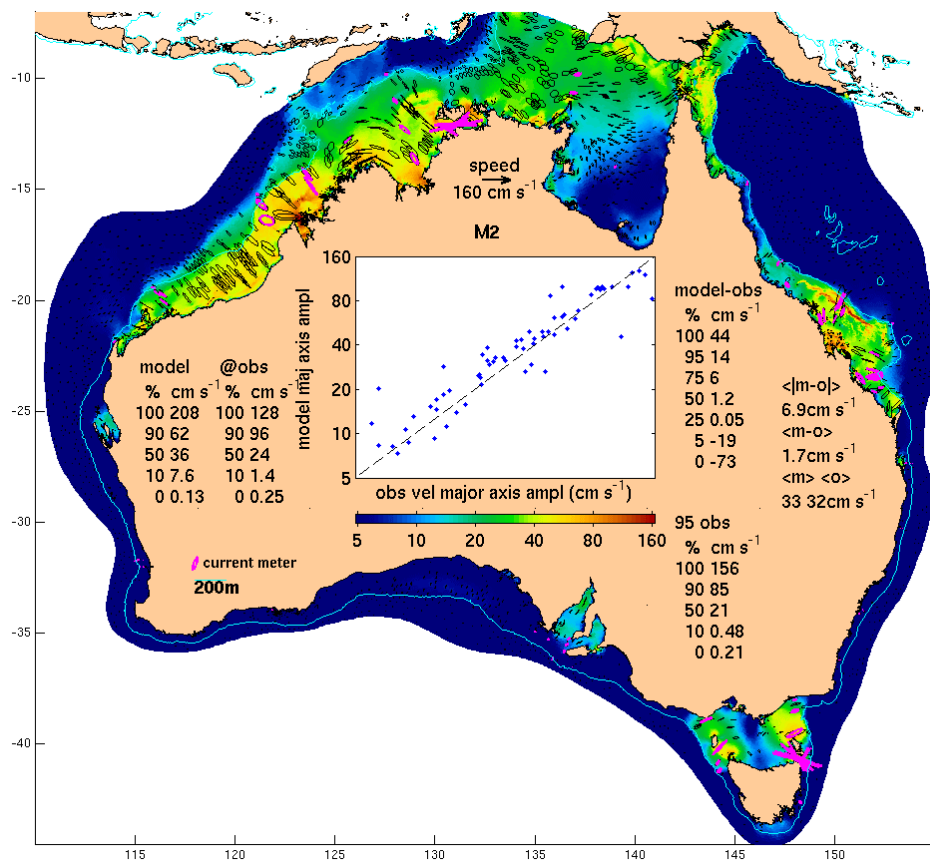 -10
-15
-20
-25
-30
-35
-40
115 120 125 130 135 140 145 150
speed
160 cm s⁻¹
M2
model maj axis ampl
160
80
40
20
10
5
obs vel major axis ampl (cm s⁻¹)
5 10 20 40 80 160
model @obs
% cm s⁻¹ % cm s⁻¹
100 208 100 128
90 62 90 96
50 36 50 24
10 7.6 10 1.4
0 0.13 0 0.25
current meter
200m
model-obs
% cm s⁻¹
100 44
95 14
75 6
50 1.2
25 0.05
5 -19
0 -73
<|m-o|>
6.9cm s⁻¹
<m-o>
1.7cm s⁻¹
<m> <o>
33 32cm s⁻¹
95 obs
% cm s⁻¹
100 156
90 85
50 21
10 0.48
0 0.21